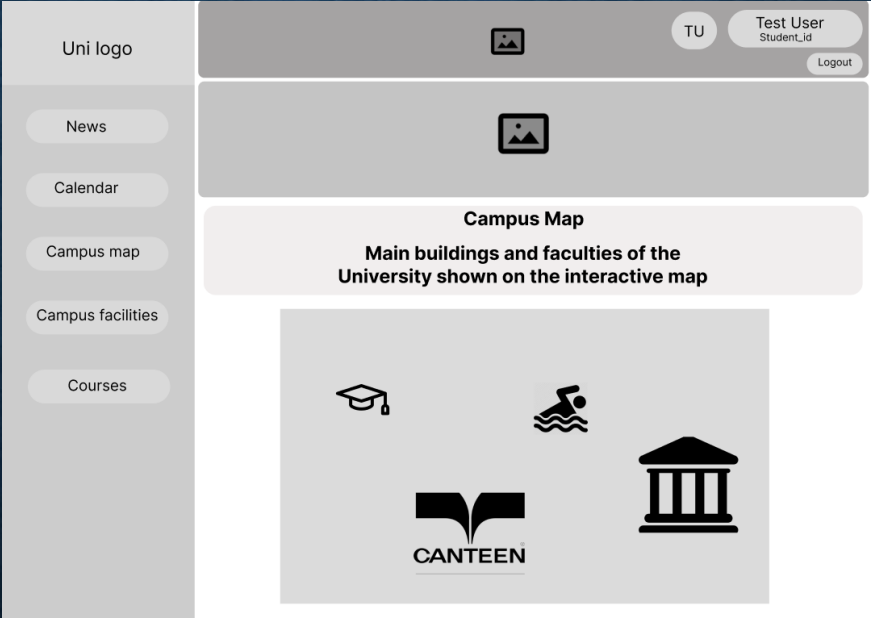 Uni logo
TU
Test User
Student_id
Logout
News
Calendar
Campus map
Campus facilities
Courses
Campus Map
Main buildings and faculties of the
University shown on the interactive map
CANTEEN